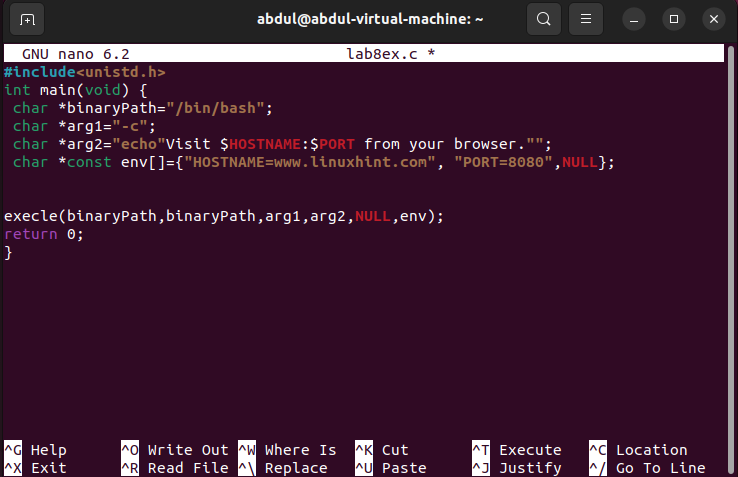 abdul@abdul-virtual-machine: ~
GNU nano 6.2 lab8ex.c *
#include<unistd.h>
int main(void) {
 char *binaryPath="/bin/bash";
 char *arg1="-c";
 char *arg2="echo"Visit $HOSTNAME:$PORT from your browser."";
 char *const env[]={"HOSTNAME=www.linuxhint.com", "PORT=8080",NULL};
execle(binaryPath,binaryPath,arg1,arg2,NULL,env);
return 0;
}
^G Help ^O Write Out ^W Where Is ^K Cut ^T Execute ^C Location
^X Exit ^R Read File ^\ Replace ^U Paste ^J Justify ^/ Go To Line